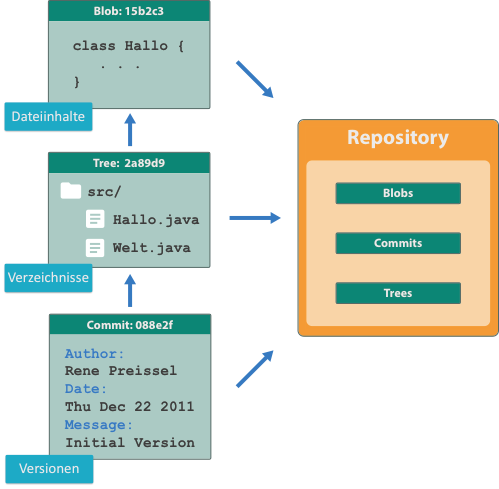 Blob: 15b2c3
class Hallo {
. . .
}
Dateiinhalte
Tree: 2a89d9
src/
Hallo.java
Welt.java
Verzeichnisse
Commit: 088e2f
Author:
Rene Preissel
Date:
Thu Dec 22 2011
Message:
Initial Version
Versionen
Repository
Blobs
Commits
Trees